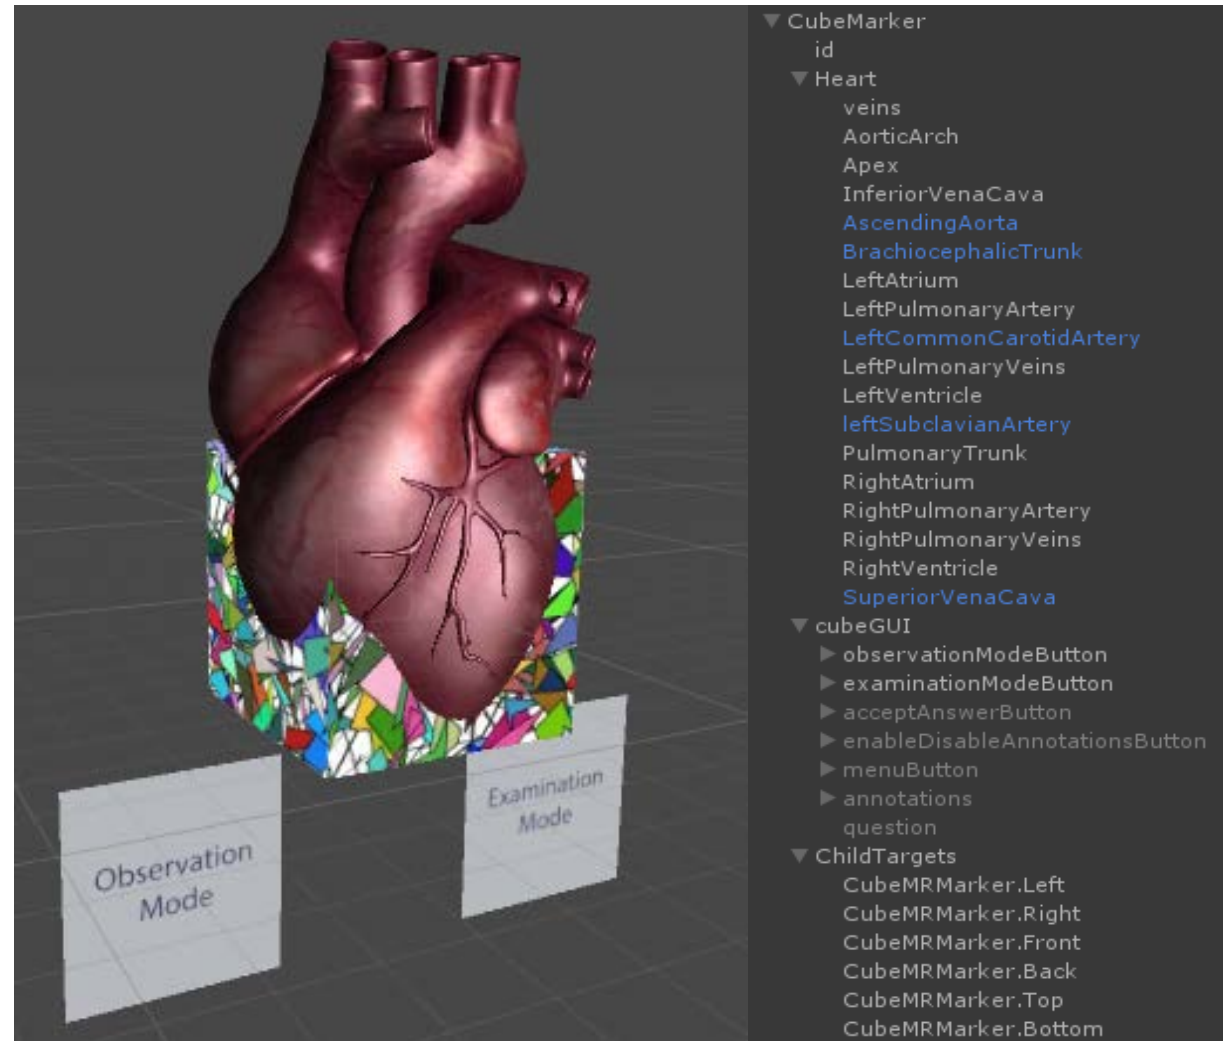 Observation
Mode
Examination
Mode
CubeMarker
id
Heart
veins
AorticArch
Apex
InferiorVenaCava
AscendingAorta
BrachiocephalicTrunk
LeftAtrium
LeftPulmonaryArtery
LeftCommonCarotidArtery
LeftPulmonaryVeins
LeftVentricle
leftSubclavianArtery
PulmonaryTrunk
RightAtrium
RightPulmonaryArtery
RightPulmonaryVeins
RightVentricle
SuperiorVenaCava
cubeGUI
observationModeButton
examinationModeButton
acceptAnswerButton
enableDisableAnnotationsButton
menuButton
annotations
question
ChildTargets
CubeMRMarker.Left
CubeMRMarker.Right
CubeMRMarker.Front
CubeMRMarker.Back
CubeMRMarker.Top
CubeMRMarker.Bottom